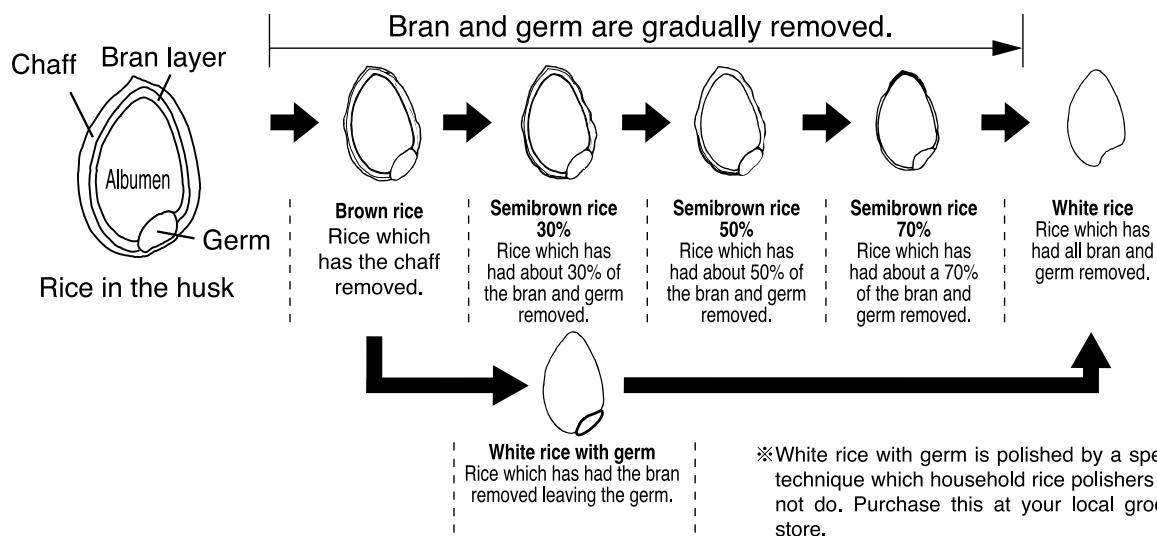 Bran and germ are gradually removed.
Chaff
Bran layer
Albumen
Germ
Rice in the husk
Brown rice
Rice which
has the chaff
removed.
Semibrown rice
30%
Rice which has
had about 30% of
the bran and germ
removed.
Semibrown rice
50%
Rice which has
had about 50% of
the bran and germ
removed.
Semibrown rice
70%
Rice which has
had about a 70%
of the bran and
germ removed.
White rice
Rice which has
had all bran and
germ removed.
White rice with germ
Rice which has had the bran
removed leaving the germ.
※White rice with germ is polished by a spe
technique which household rice polishers
not do. Purchase this at your local groc
store.